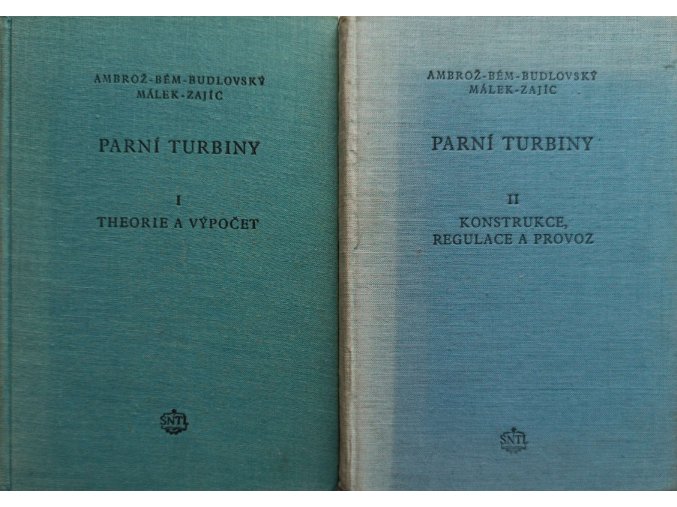 AMBROŽ-BÉM-BUDLOVSKÝ
MÁLEK-ZAJÍC
PARNÍ TURBINY
I
THEORIE A VÝPOČET
SNTL
AMBROŽ-BÉM-BUDLOVSKÝ
MÁLEK-ZAJÍC
PARNÍ TURBINY
II
KONSTRUKCE,
REGULACE A PROVOZ
SNTL